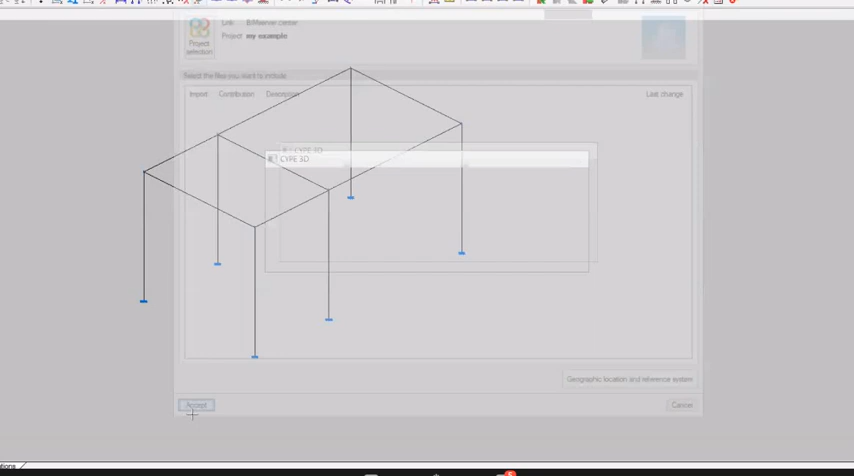 Link BIMserver.center
Project selection
Project my example
Select the files you want to include
Import Contribution Description Last change
CYPE 3D
CYPE 3D
Geographic location and reference system
Accept Cancel
5